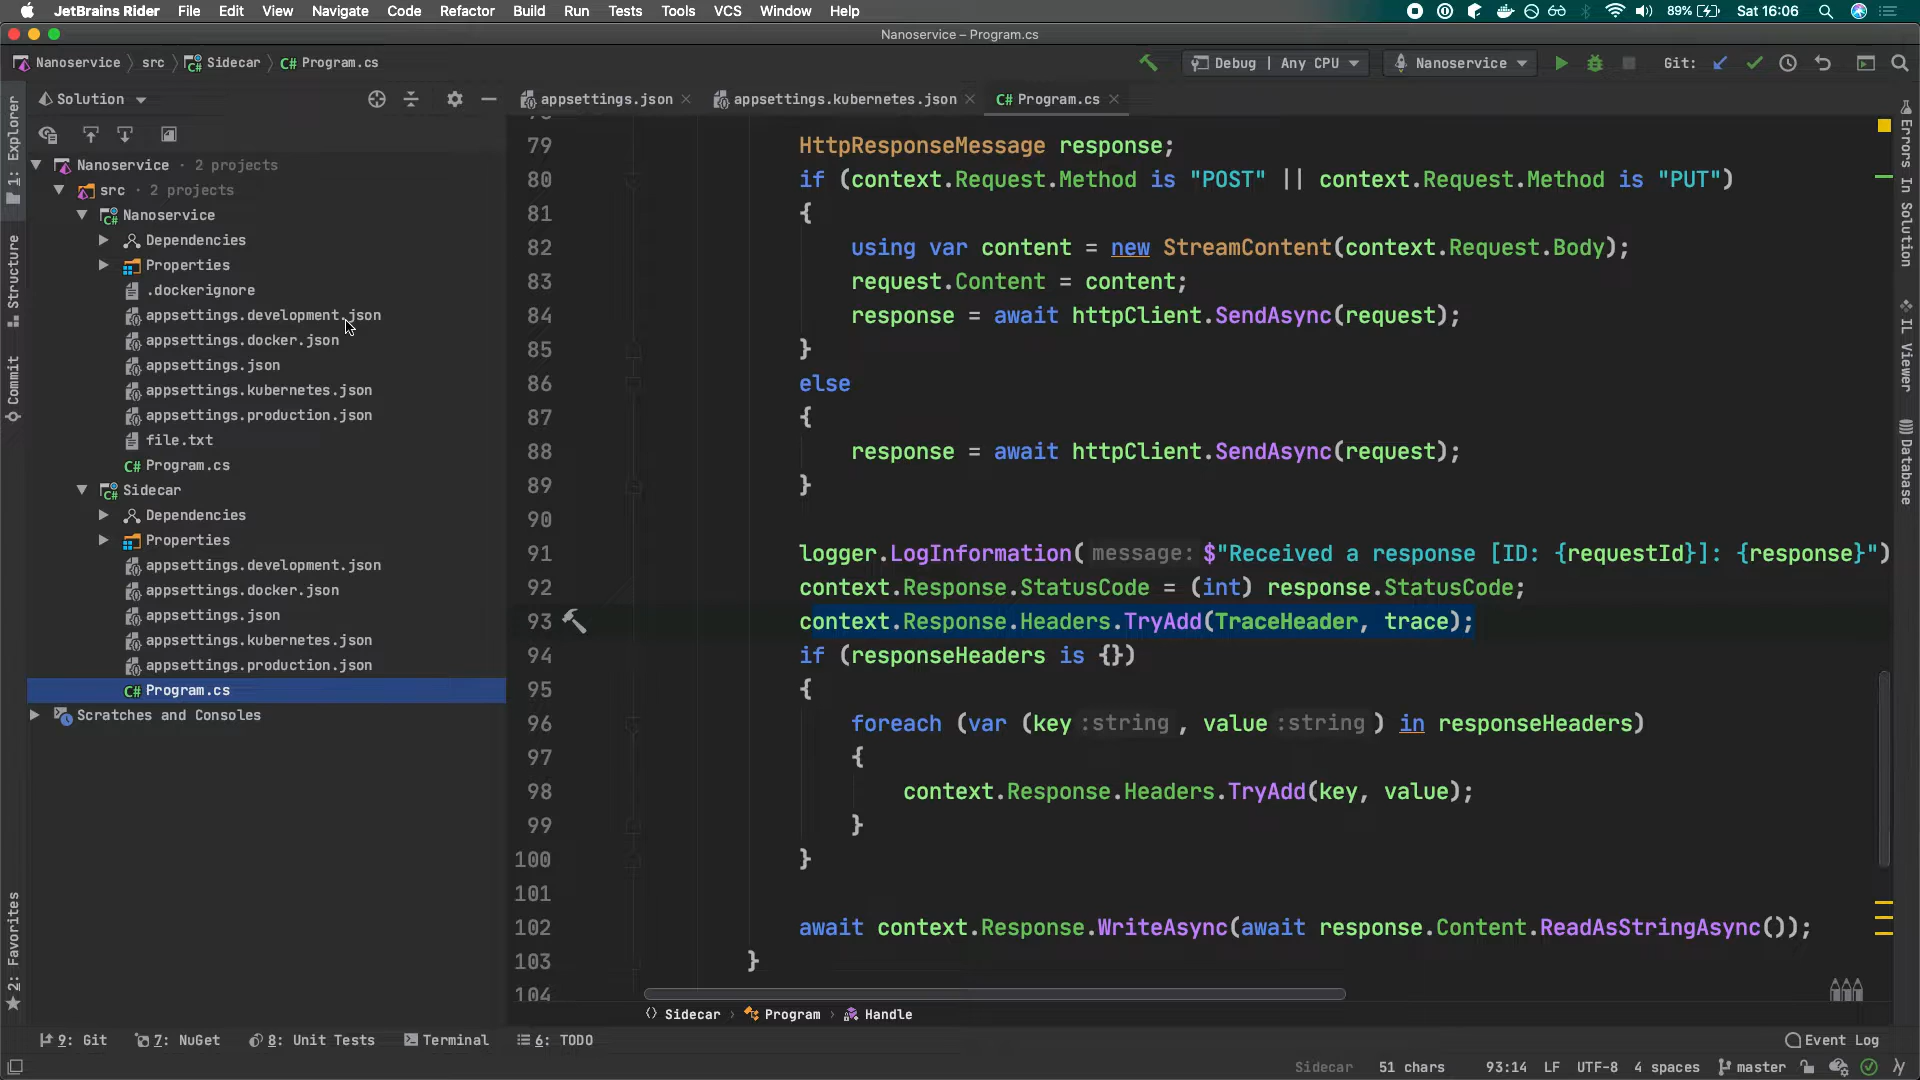 JetBrains Rider File Edit View Navigate Code Refactor Build Run Tests Tools VCS Window Help 89% Sat 16:06
Nanoservice – Program.cs
Nanoservice src Sidecar C# Program.cs Debug | Any CPU Nanoservice Git:
Solution
appsettings.json appsettings.kubernetes.json C# Program.cs
1: Explorer
Structure
Commit
2: Favorites
Nanoservice · 2 projects
src · 2 projects
Nanoservice
Dependencies
Properties
.dockerignore
appsettings.development.json
appsettings.docker.json
appsettings.json
appsettings.kubernetes.json
appsettings.production.json
file.txt
C# Program.cs
Sidecar
Dependencies
Properties
appsettings.development.json
appsettings.docker.json
appsettings.json
appsettings.kubernetes.json
appsettings.production.json
C# Program.cs
Scratches and Consoles
79 HttpResponseMessage response;
80 if (context.Request.Method is "POST" || context.Request.Method is "PUT")
81 {
82 using var content = new StreamContent(context.Request.Body);
83 request.Content = content;
84 response = await httpClient.SendAsync(request);
85 }
86 else
87 {
88 response = await httpClient.SendAsync(request);
89 }
90
91 logger.LogInformation( message: $"Received a response [ID: {requestId}]: {response}")
92 context.Response.StatusCode = (int) response.StatusCode;
93 context.Response.Headers.TryAdd(TraceHeader, trace);
94 if (responseHeaders is {})
95 {
96 foreach (var (key :string , value :string ) in responseHeaders)
97 {
98 context.Response.Headers.TryAdd(key, value);
99 }
100 }
101
102 await context.Response.WriteAsync(await response.Content.ReadAsStringAsync());
103 }
104
Errors In Solution
IL Viewer
Database
Sidecar Program Handle
9: Git 7: NuGet 8: Unit Tests Terminal 6: TODO Event Log
Sidecar 51 chars 93:14 LF UTF-8 4 spaces master